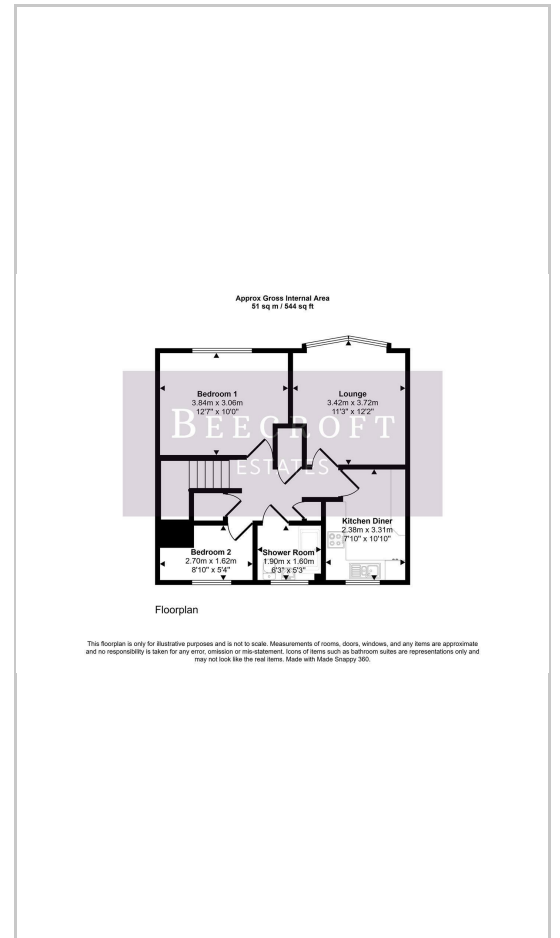 Approx Gross Internal Area
51 sq m / 544 sq ft
Bedroom 1
3.84m x 3.06m
12'7" x 10'0"
Lounge
3.42m x 3.72m
11'3" x 12'2"
BEECROFT
ESTATES
Kitchen Diner
2.38m x 3.31m
7'10" x 10'10"
Bedroom 2
2.70m x 1.62m
8'10" x 5'4"
Shower Room
1.90m x 1.60m
6'3" x 5'3"
Floorplan
This floorplan is only for illustrative purposes and is not to scale. Measurements of rooms, doors, windows, and any items are approximate
and no responsibility is taken for any error, omission or mis-statement. Icons of items such as bathroom suites are representations only and
may not look like the real items. Made with Made Snappy 360.